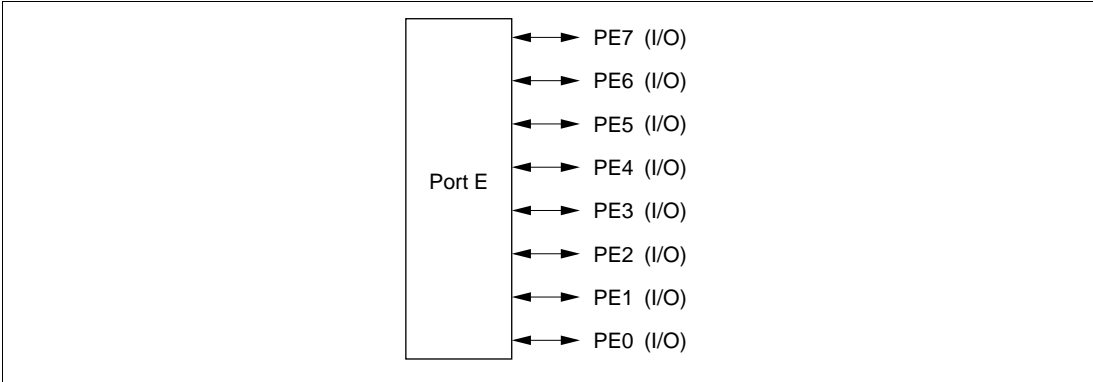 PE7 (I/O)
PE6 (I/O)
PE5 (I/O)
PE4 (I/O)
Port E
PE3 (I/O)
PE2 (I/O)
PE1 (I/O)
PE0 (I/O)